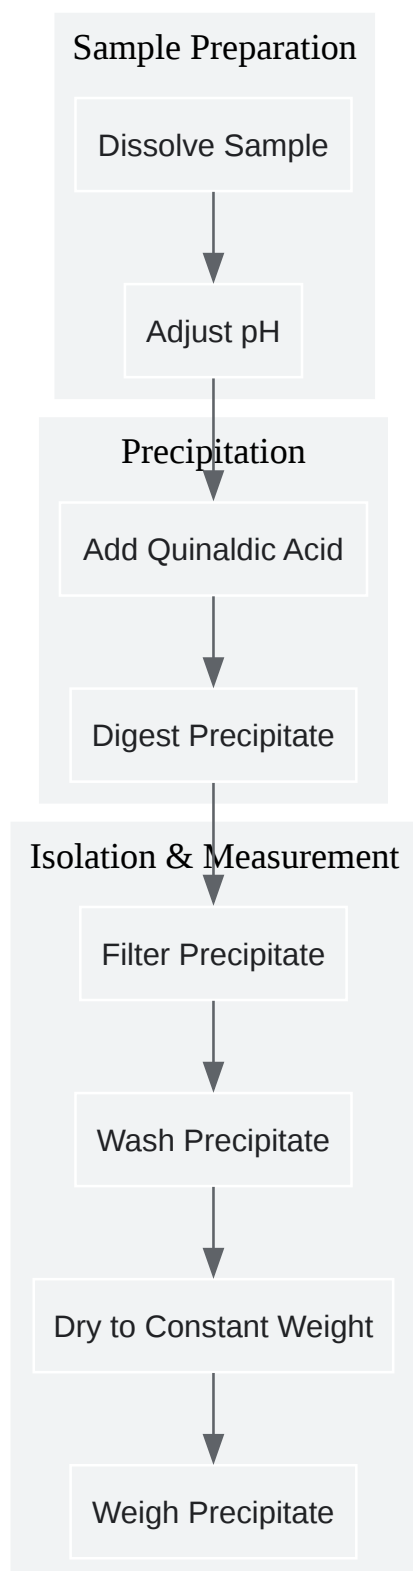 Sample Preparation
Dissolve Sample
Adjust pH
Precipitation
Add Quinaldic Acid
Digest Precipitate
Isolation & Measurement
Filter Precipitate
Wash Precipitate
Dry to Constant Weight
Weigh Precipitate